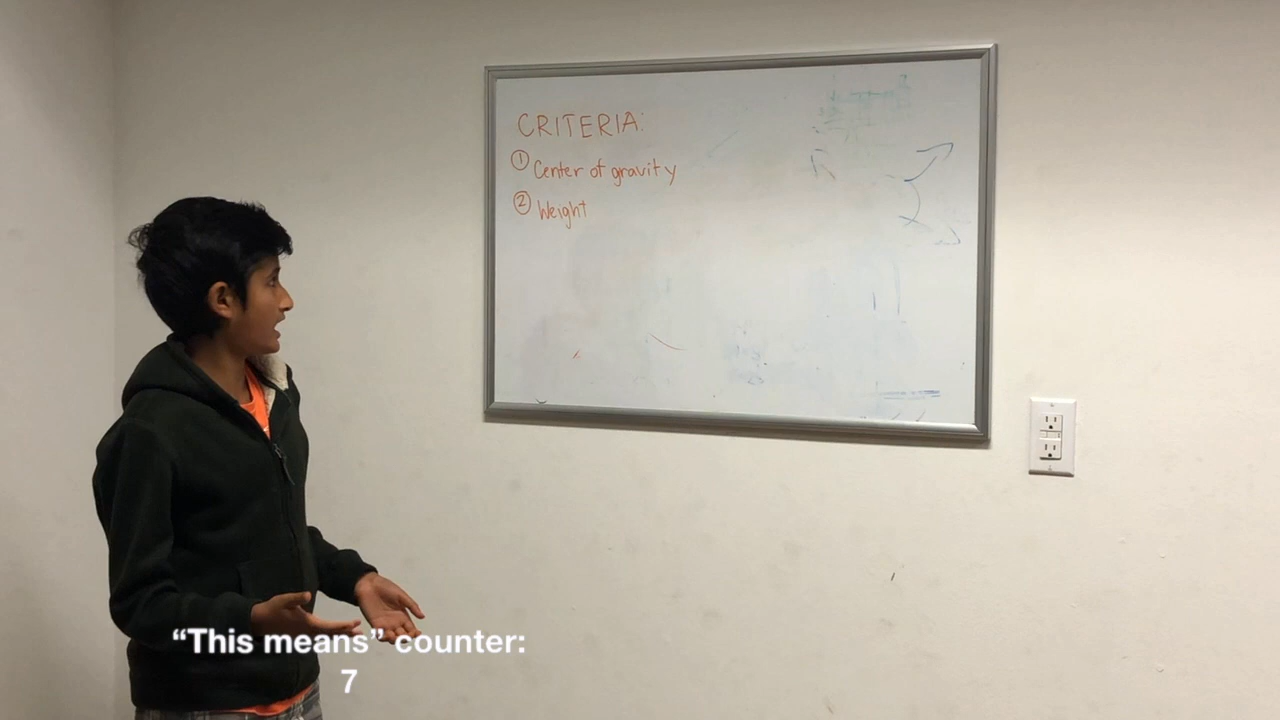 CRITERIA:
① Center of gravity
② Weight
“This means” counter:
7